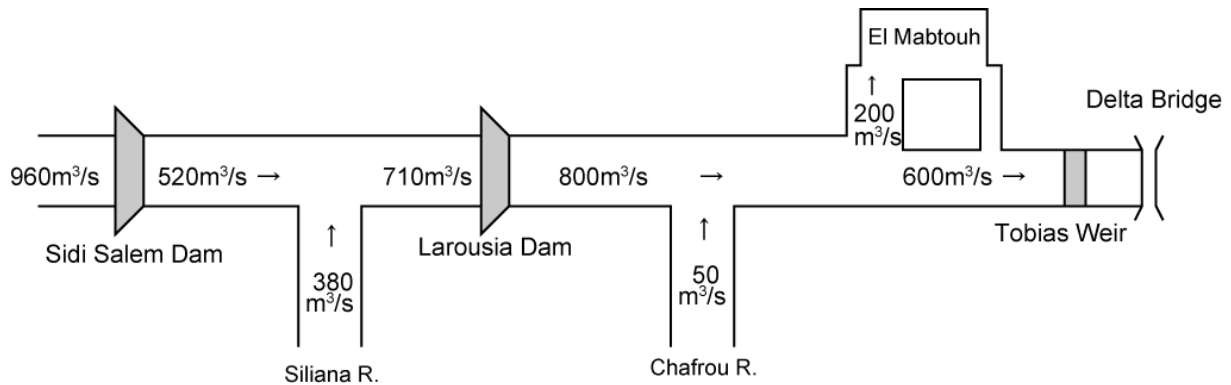 El Mabtouh
Delta Bridge
↑
200
m³/s
960m³/s
520m³/s →
710m³/s
800m³/s
→
600m³/s →
Sidi Salem Dam
↑
380
m³/s
Larousia Dam
↑
50
m³/s
Tobias Weir
Siliana R.
Chafrou R.